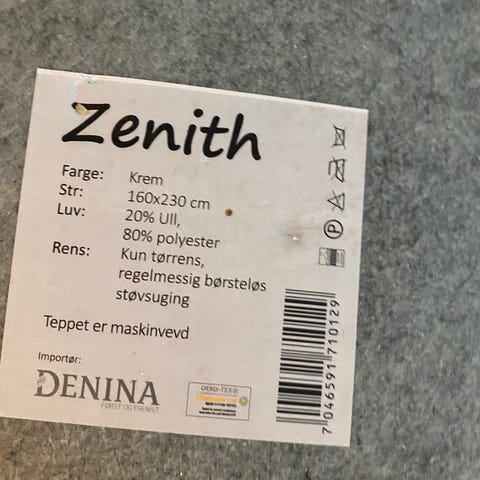 Zenith
Farge: Krem
Str: 160x230 cm
Luv: 20% Ull,
80% polyester
Rens: Kun tørrens,
regelmessig børsteløs
støvsuging
Teppet er maskinvevd
Importør:
DENINA
FØRST OG FREMST
OEKO-TEX®
P
7 046591 710129